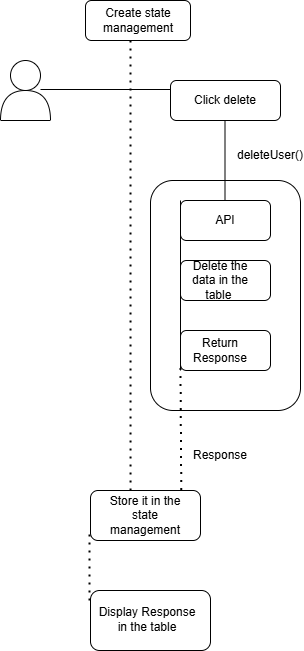 Create state
management
Click delete
deleteUser()
API
Delete the
data in the
table
Return
Response
Response
Store it in the
state
management
Display Response
in the table